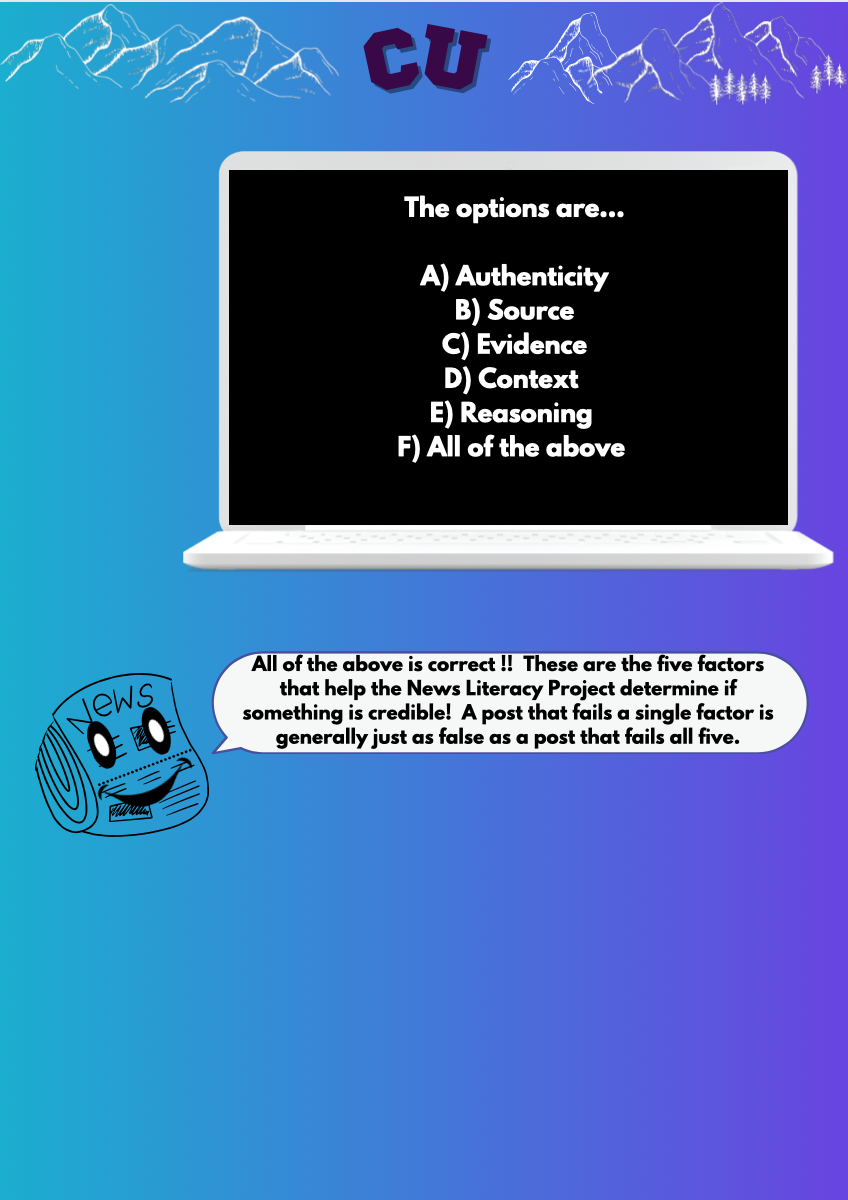 CU
The options are...
A) Authenticity
B) Source
C) Evidence
D) Context
E) Reasoning
F) All of the above
News
All of the above is correct !!  These are the five factors
that help the News Literacy Project determine if
something is credible!  A post that fails a single factor is
generally just as false as a post that fails all five.